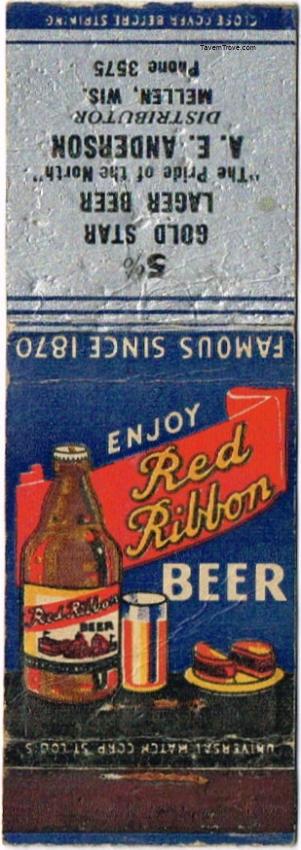 CLOSE COVER BEFORE STRIKING
TavernTrove.com
5%
GOLD STAR
LAGER BEER
"The Pride of the North"
A. E. ANDERSON
DISTRIBUTOR
MELLEN, WIS.
Phone 3575
FAMOUS SINCE 1870
ENJOY
Red
Ribbon
BEER
Red Ribbon
BEER
UNIVERSAL MATCH CORP ST. LOUIS